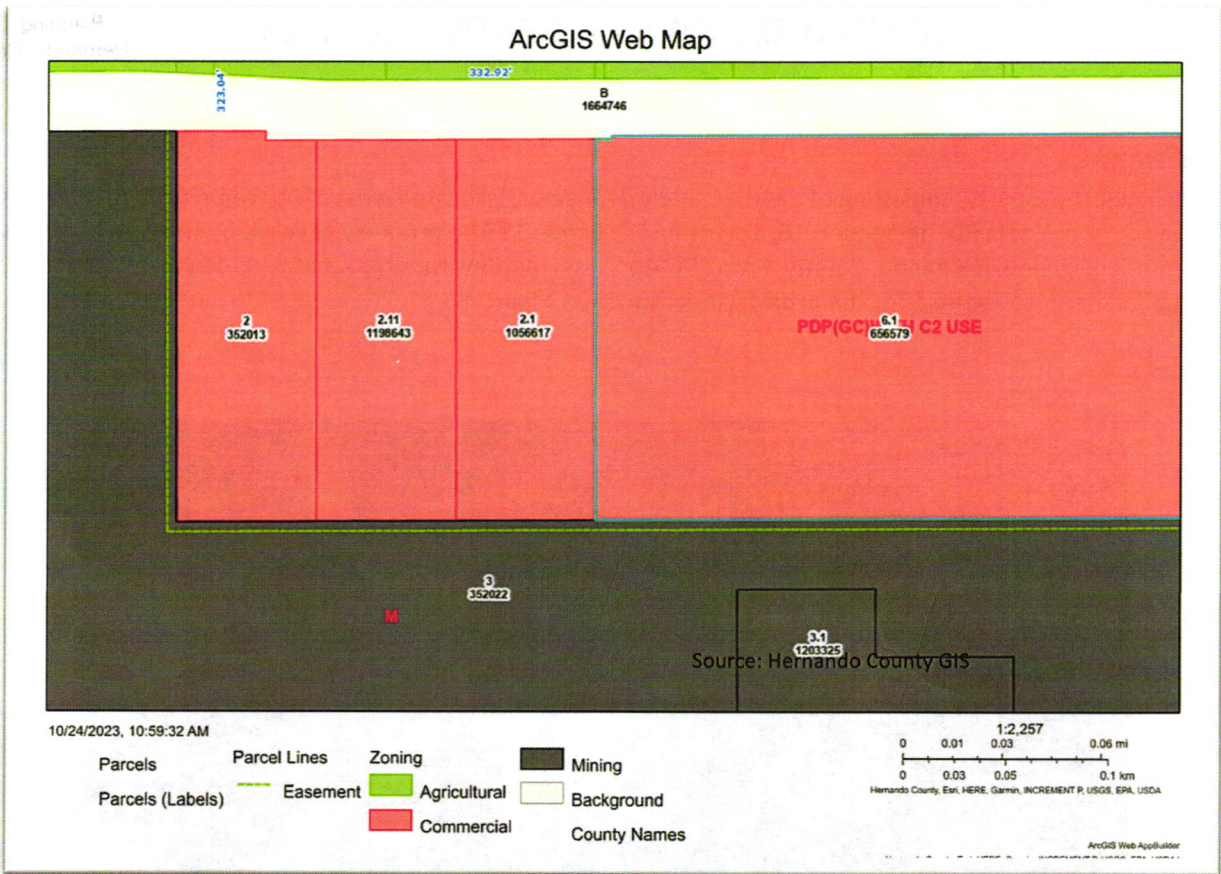 ArcGIS Web Map
323.04'
332.92'
B
1664746
2
352013
2.11
1198643
2.1
1056617
PDP(GC) C2 USE
6.1
656579
3
352022
M
3.1
1203325
Source: Hernando County GIS
10/24/2023, 10:59:32 AM
1:2,257
0 0.01 0.03 0.06 mi
0 0.03 0.05 0.1 km
Hernando County, Esri, HERE, Garmin, INCREMENT P, USGS, EPA, USDA
Parcels
Parcels (Labels)
Parcel Lines
Easement
Zoning
Agricultural
Commercial
Mining
Background
County Names
ArcGIS Web AppBuilder